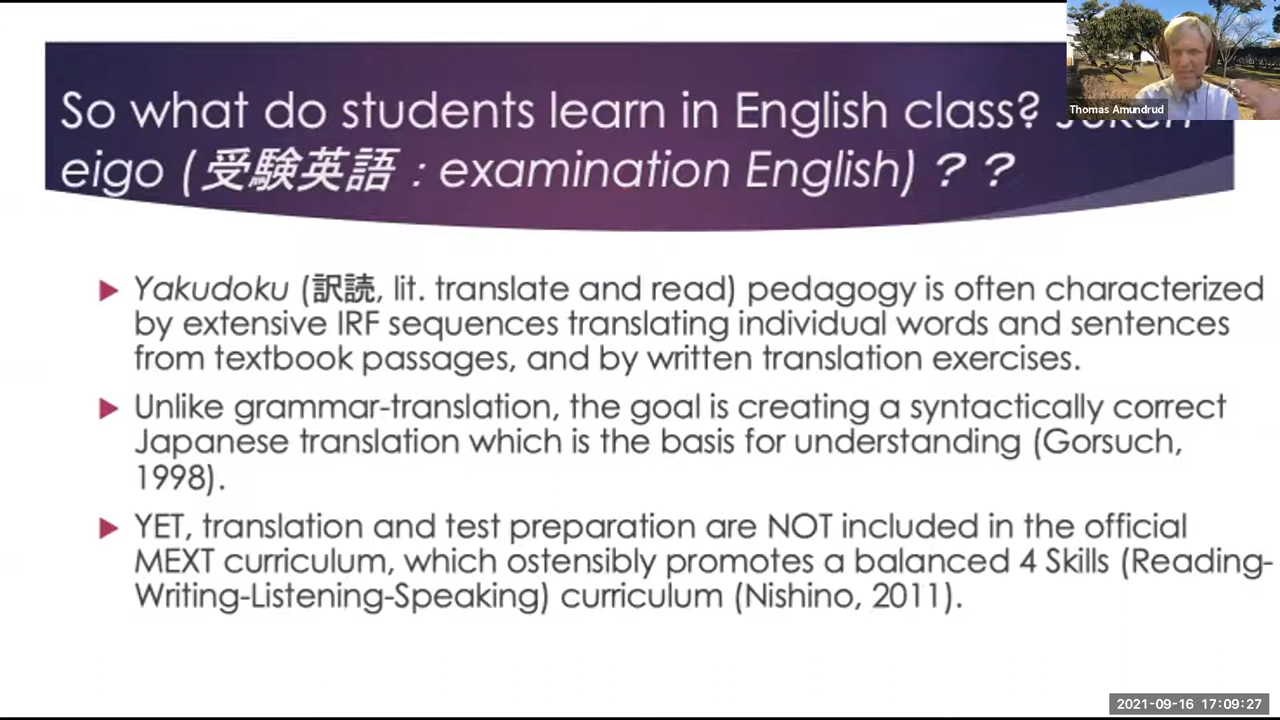 So what do students learn in English class?
eigo (受験英語 : examination English) ? ?
Thomas Amundrud
Yakudoku (訳読, lit. translate and read) pedagogy is often characterized
by extensive IRF sequences translating individual words and sentences
from textbook passages, and by written translation exercises.
Unlike grammar-translation, the goal is creating a syntactically correct
Japanese translation which is the basis for understanding (Gorsuch,
1998).
YET, translation and test preparation are NOT included in the official
MEXT curriculum, which ostensibly promotes a balanced 4 Skills (Reading-
Writing-Listening-Speaking) curriculum (Nishino, 2011).
2021-09-16 17:09:27